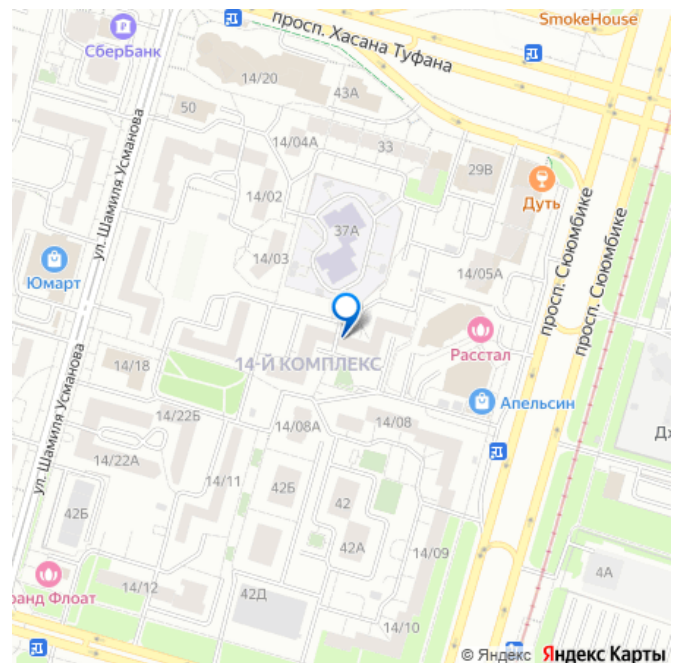 SmokeHouse
просп. Хасана Туфана
СберБанк
14/20
43А
50
ул. Шамиля Усманова
14/04А
33
29В
Дуть
14/02
37А
14/03
14/05А
просп. Сююмбике
просп. Сююмбике
Юмарт
Расстал
14-Й КОМПЛЕКС
14/18
Апельсин
ул. Шамиля Усманова
14/22Б
14/08А
14/08
14/22А
14/11
42Б
42
42Б
42А
14/09
4А
анд Флоат
14/12
42Д
14/10
© Яндекс Яндекс Карты